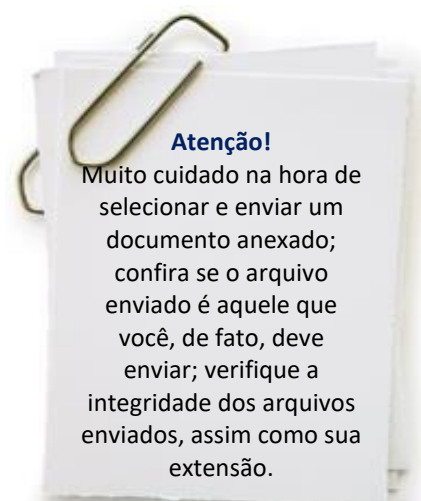 Atenção!
Muito cuidado na hora de
selecionar e enviar um
documento anexado;
confira se o arquivo
enviado é aquele que
você, de fato, deve
enviar; verifique a
integridade dos arquivos
enviados, assim como sua
extensão.